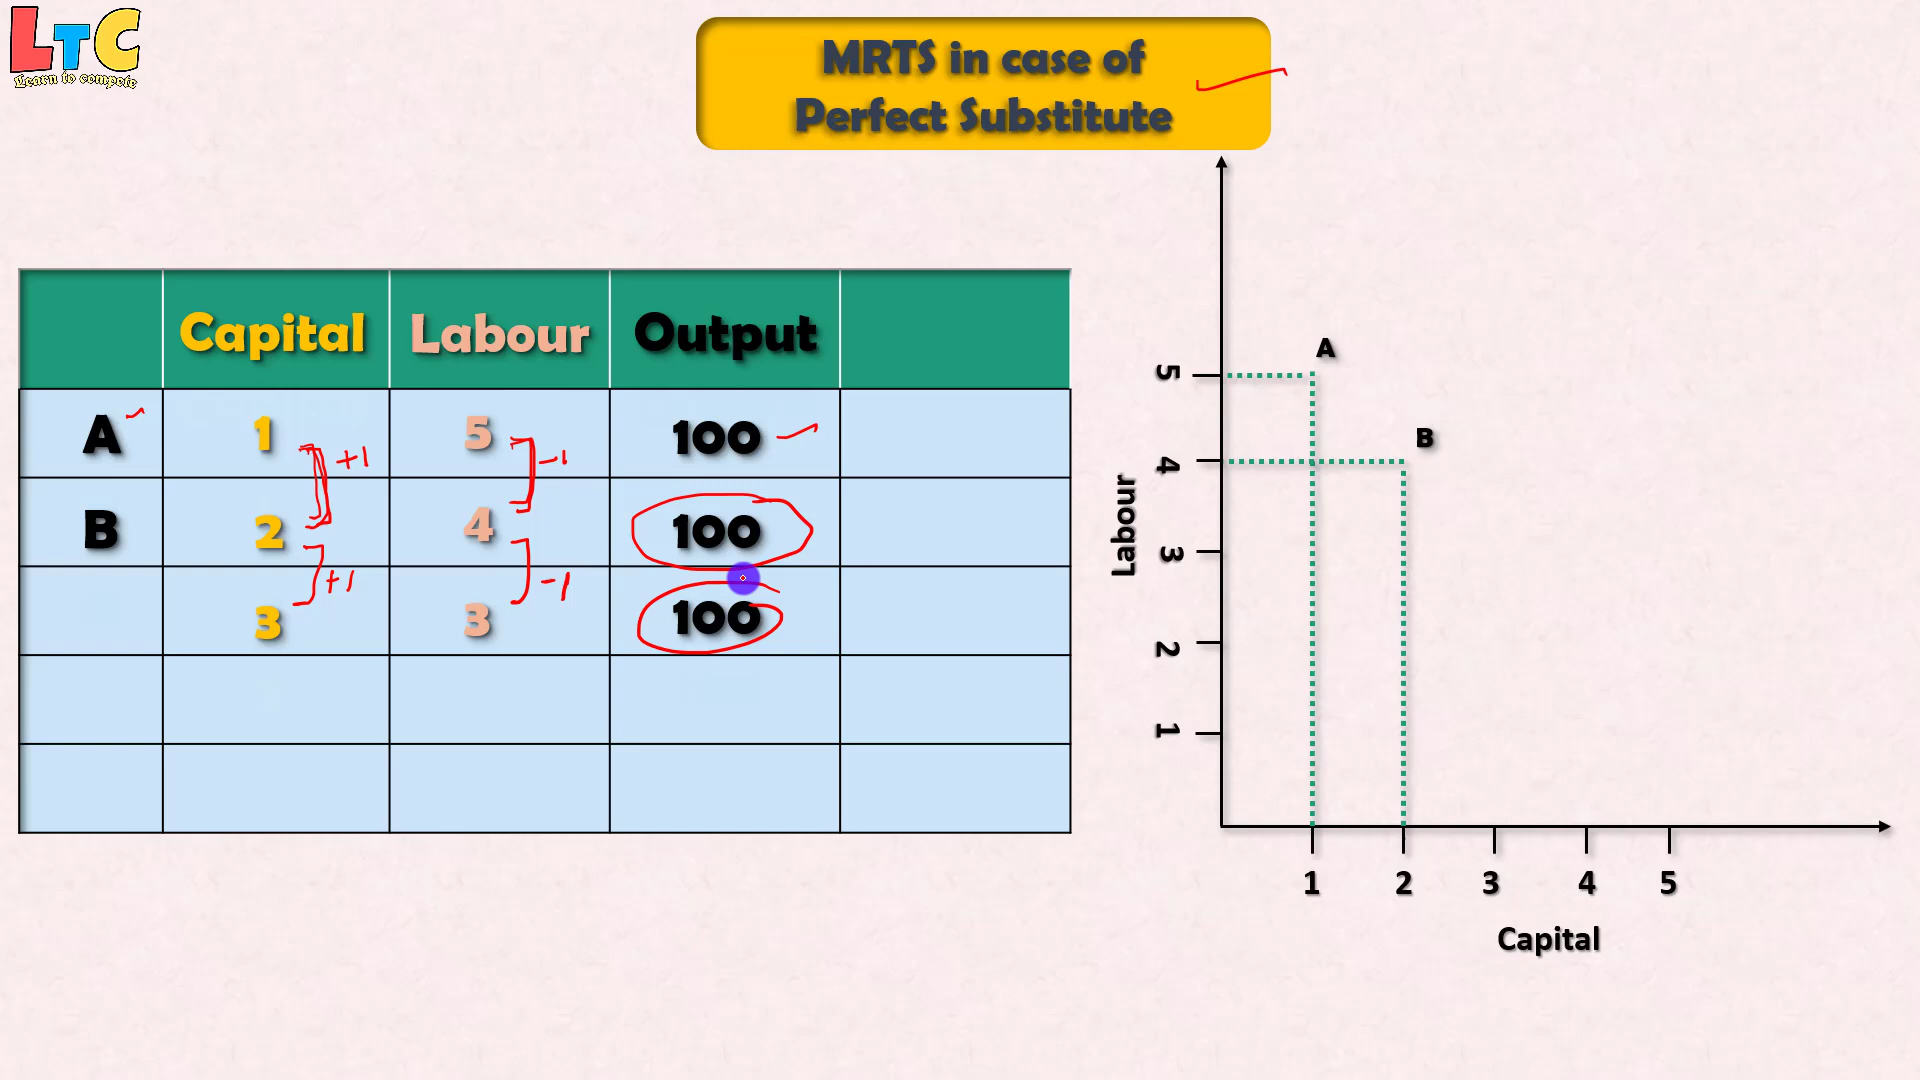 LTC
Learn to compete
MRTS in case of
Perfect Substitute
Capital Labour Output
A 1 5 100
+1 -1
B 2 4 100
+1 -1
3 3 100
A
B
Labour
5
4
3
2
1
1 2 3 4 5
Capital